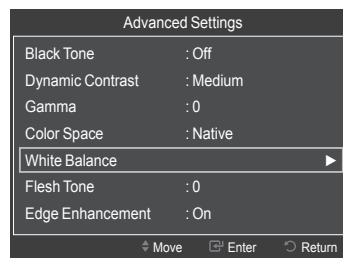 Advanced Settings
Black Tone : Off
Dynamic Contrast : Medium
Gamma : 0
Color Space : Native
White Balance ►
Flesh Tone : 0
Edge Enhancement : On
Move Enter Return